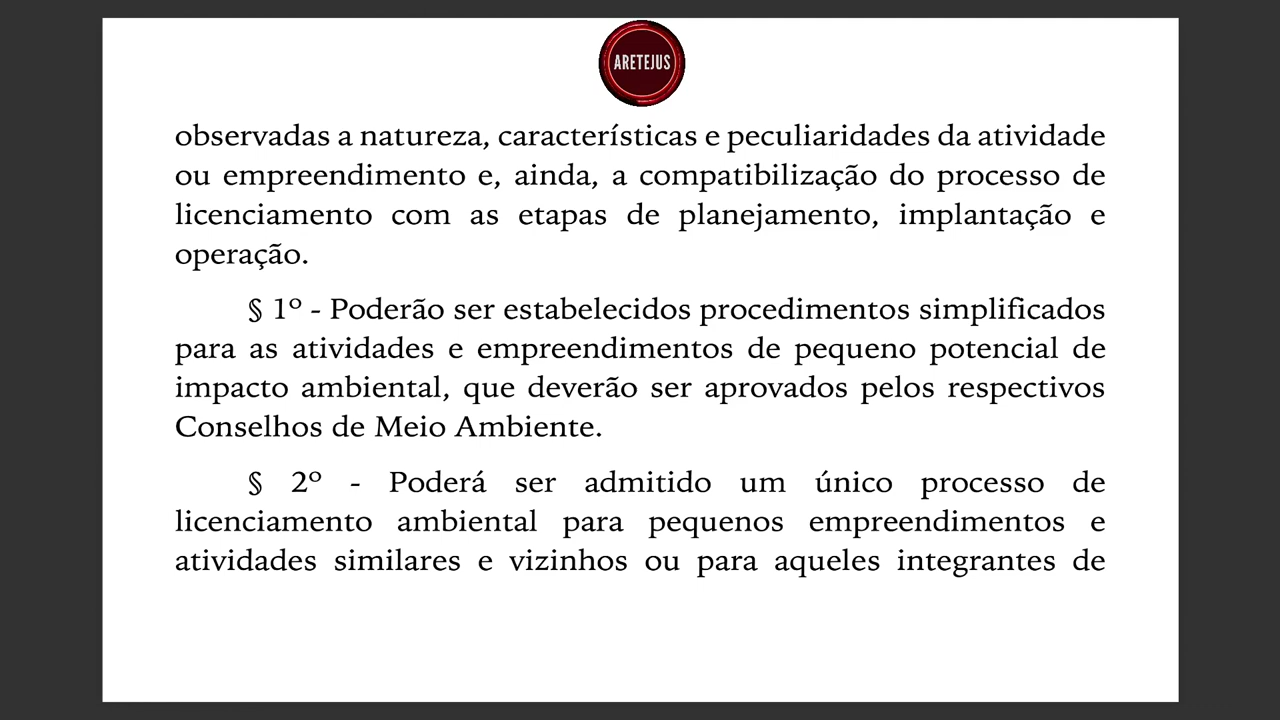 ARETEJUS
observadas a natureza, características e peculiaridades da atividade
ou empreendimento e, ainda, a compatibilização do processo de
licenciamento com as etapas de planejamento, implantação e
operação.
§ 1º - Poderão ser estabelecidos procedimentos simplificados
para as atividades e empreendimentos de pequeno potencial de
impacto ambiental, que deverão ser aprovados pelos respectivos
Conselhos de Meio Ambiente.
§ 2º - Poderá ser admitido um único processo de
licenciamento ambiental para pequenos empreendimentos e
atividades similares e vizinhos ou para aqueles integrantes de